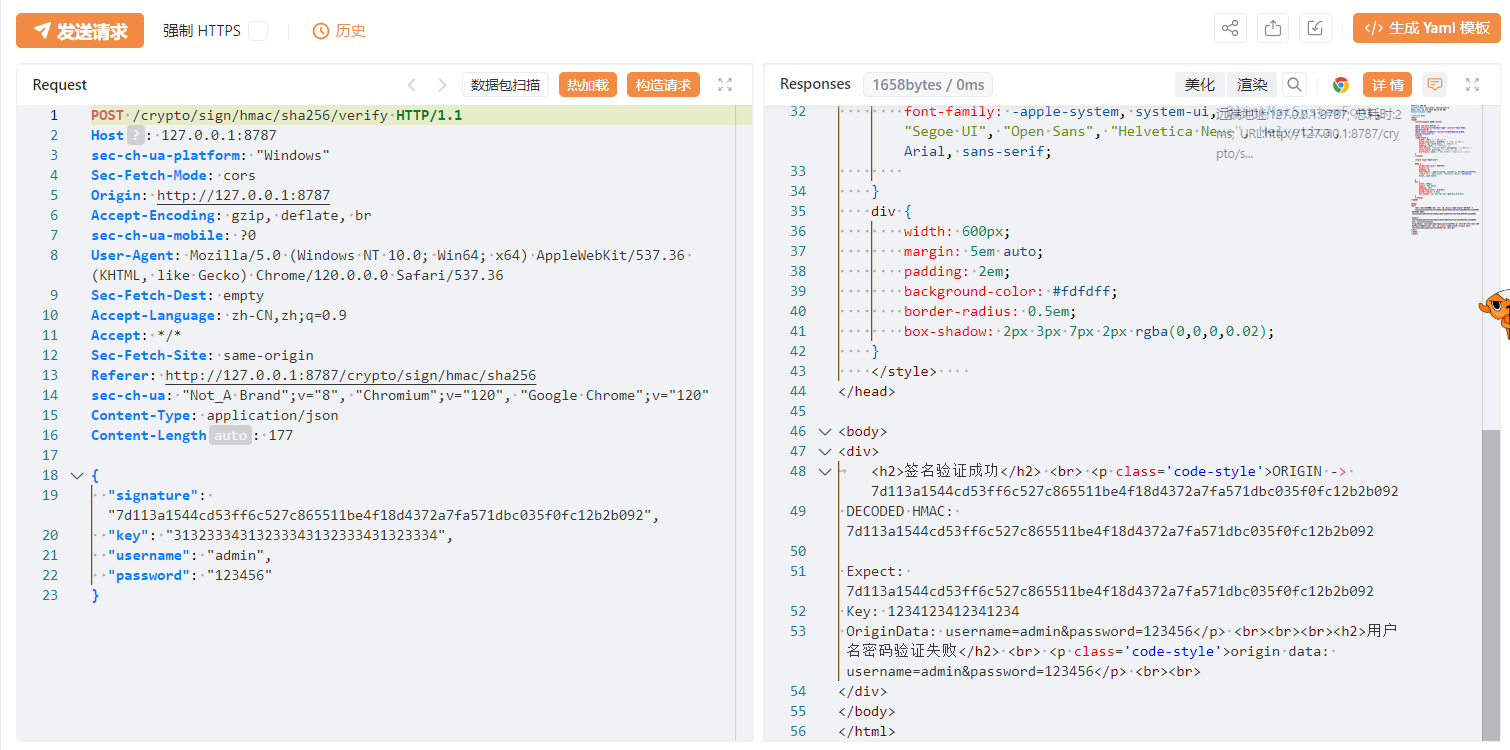 发送请求 强制 HTTPS 历史 </> 生成 Yaml 模板
Request 数据包扫描 热加载 构造请求
1 POST /crypto/sign/hmac/sha256/verify HTTP/1.1
2 Host ? : 127.0.0.1:8787
3 sec-ch-ua-platform: "Windows"
4 Sec-Fetch-Mode: cors
5 Origin: http://127.0.0.1:8787
6 Accept-Encoding: gzip, deflate, br
7 sec-ch-ua-mobile: ?0
8 User-Agent: Mozilla/5.0 (Windows NT 10.0; Win64; x64) AppleWebKit/537.36
(KHTML, like Gecko) Chrome/120.0.0.0 Safari/537.36
9 Sec-Fetch-Dest: empty
10 Accept-Language: zh-CN,zh;q=0.9
11 Accept: */*
12 Sec-Fetch-Site: same-origin
13 Referer: http://127.0.0.1:8787/crypto/sign/hmac/sha256
14 sec-ch-ua: "Not_A Brand";v="8", "Chromium";v="120", "Google Chrome";v="120"
15 Content-Type: application/json
16 Content-Length auto : 177
17
18 {
19 "signature":
"7d113a1544cd53ff6c527c865511be4f18d4372a7fa571dbc035f0fc12b2b092",
20 "key": "31323334313233343132333431323334",
21 "username": "admin",
22 "password": "123456"
23 }
Responses 1658bytes / 0ms 美化 渲染 详 情
远端地址:127.0.0.1:8787; 总耗时:2
ms; URL:http://127.0.0.1:8787/cry
pto/s...
32 font-family: -apple-system, system-ui,
"Segoe UI", "Open Sans", "Helvetica Neue", Helvetica,
Arial, sans-serif;
33
34 }
35 div {
36 width: 600px;
37 margin: 5em auto;
38 padding: 2em;
39 background-color: #fdfdff;
40 border-radius: 0.5em;
41 box-shadow: 2px 3px 7px 2px rgba(0,0,0,0.02);
42 }
43 </style>
44 </head>
45
46 <body>
47 <div>
48 <h2>签名验证成功</h2> <br> <p class='code-style'>ORIGIN ->
7d113a1544cd53ff6c527c865511be4f18d4372a7fa571dbc035f0fc12b2b092
49 DECODED HMAC:
7d113a1544cd53ff6c527c865511be4f18d4372a7fa571dbc035f0fc12b2b092
50
51 Expect:
7d113a1544cd53ff6c527c865511be4f18d4372a7fa571dbc035f0fc12b2b092
52 Key: 1234123412341234
53 OriginData: username=admin&password=123456</p> <br><br><br><h2>用户
名密码验证失败</h2> <br> <p class='code-style'>origin data:
username=admin&password=123456</p> <br><br>
54 </div>
55 </body>
56 </html>